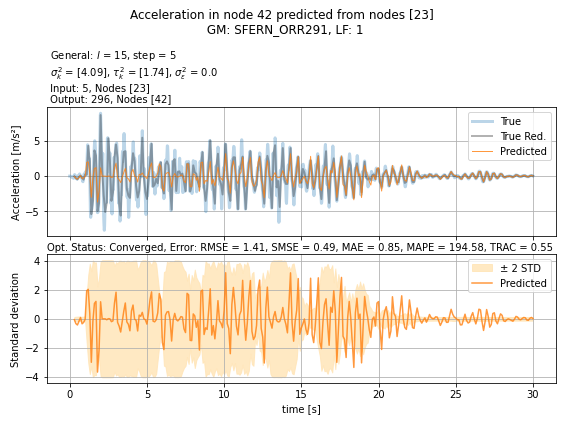 Acceleration in node 42 predicted from nodes [23]
GM: SFERN_ORR291, LF: 1
General: l = 15, step = 5
σ²ₖ = [4.09], τ²ₖ = [1.74], σ²ε = 0.0
Input: 5, Nodes [23]
Output: 296, Nodes [42]
Acceleration [m/s²]
5
0
−5
True
True Red.
Predicted
Opt. Status: Converged, Error: RMSE = 1.41, SMSE = 0.49, MAE = 0.85, MAPE = 194.58, TRAC = 0.55
Standard deviation
4
2
0
−2
−4
± 2 STD
Predicted
0 5 10 15 20 25 30
time [s]